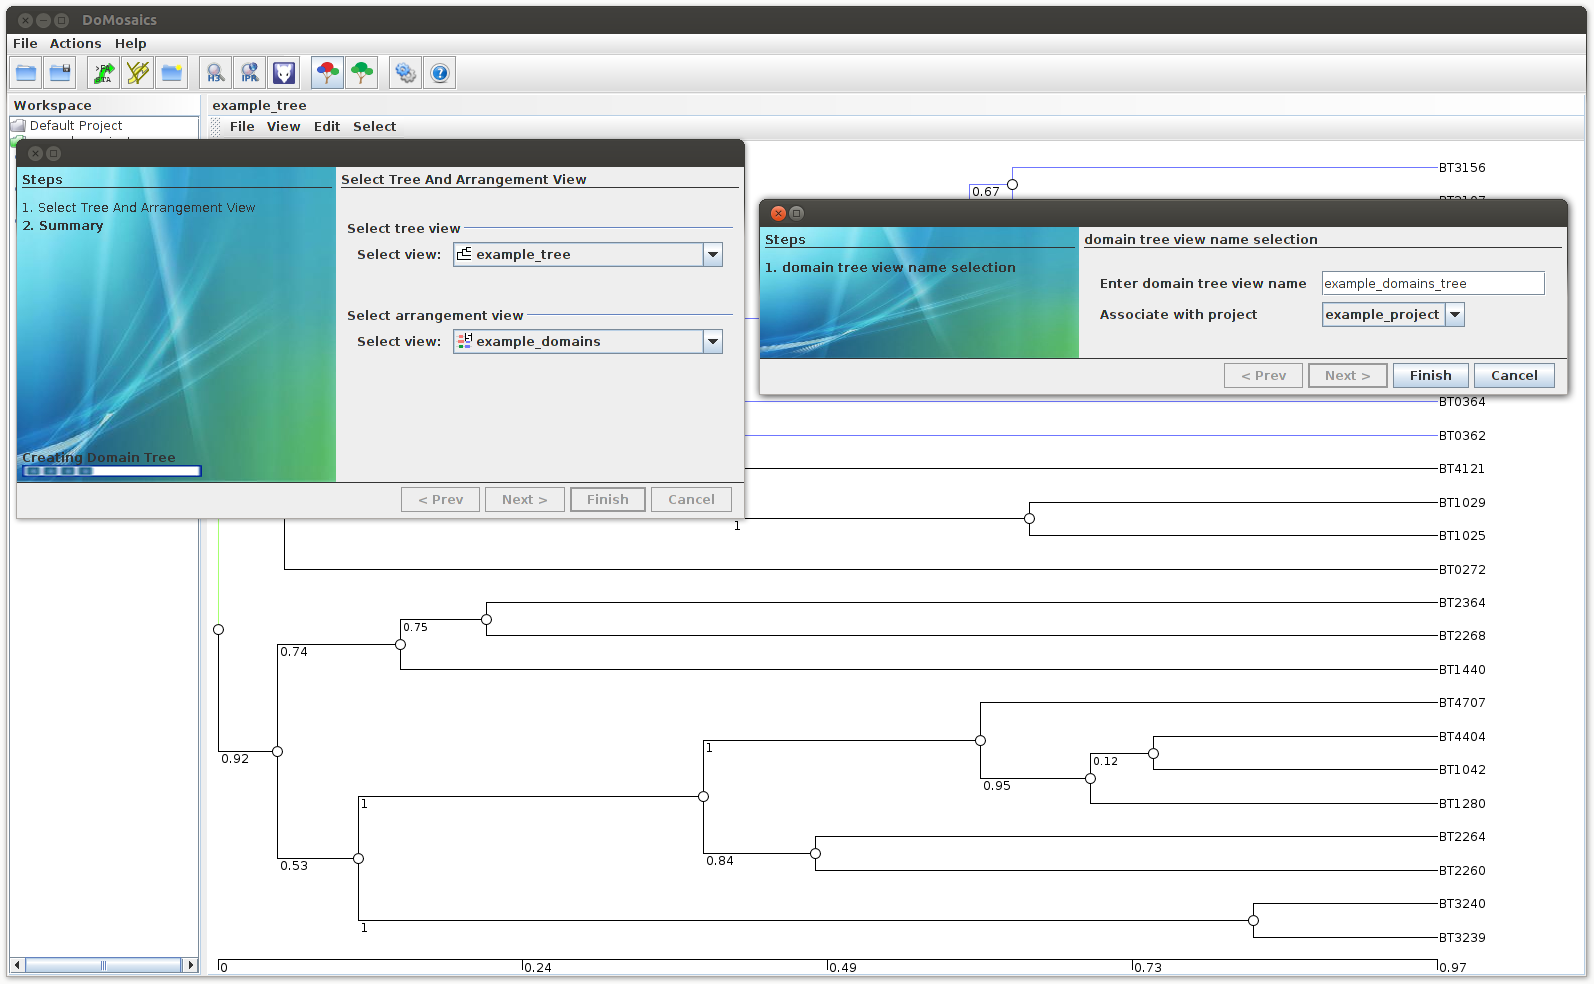 DoMosaics
File Actions Help
>FA
STA
H3
IPR
Workspace
example_tree
Default Project
File View Edit Select
BT3156
0.67
Steps
1. Select Tree And Arrangement View
2. Summary
Creating Domain Tree
Select Tree And Arrangement View
Select tree view
Select view: example_tree
Select arrangement view
Select view: example_domains
< Prev Next > Finish Cancel
Steps
1. domain tree view name selection
domain tree view name selection
Enter domain tree view name example_domains_tree
Associate with project example_project
< Prev Next > Finish Cancel
BT0364
BT0362
BT4121
BT1029
1
BT1025
BT0272
BT2364
0.75
BT2268
0.74
BT1440
BT4707
BT4404
1
0.92
0.12
BT1042
0.95
1
BT1280
BT2264
0.84
0.53
BT2260
BT3240
1
BT3239
0 0.24 0.49 0.73 0.97